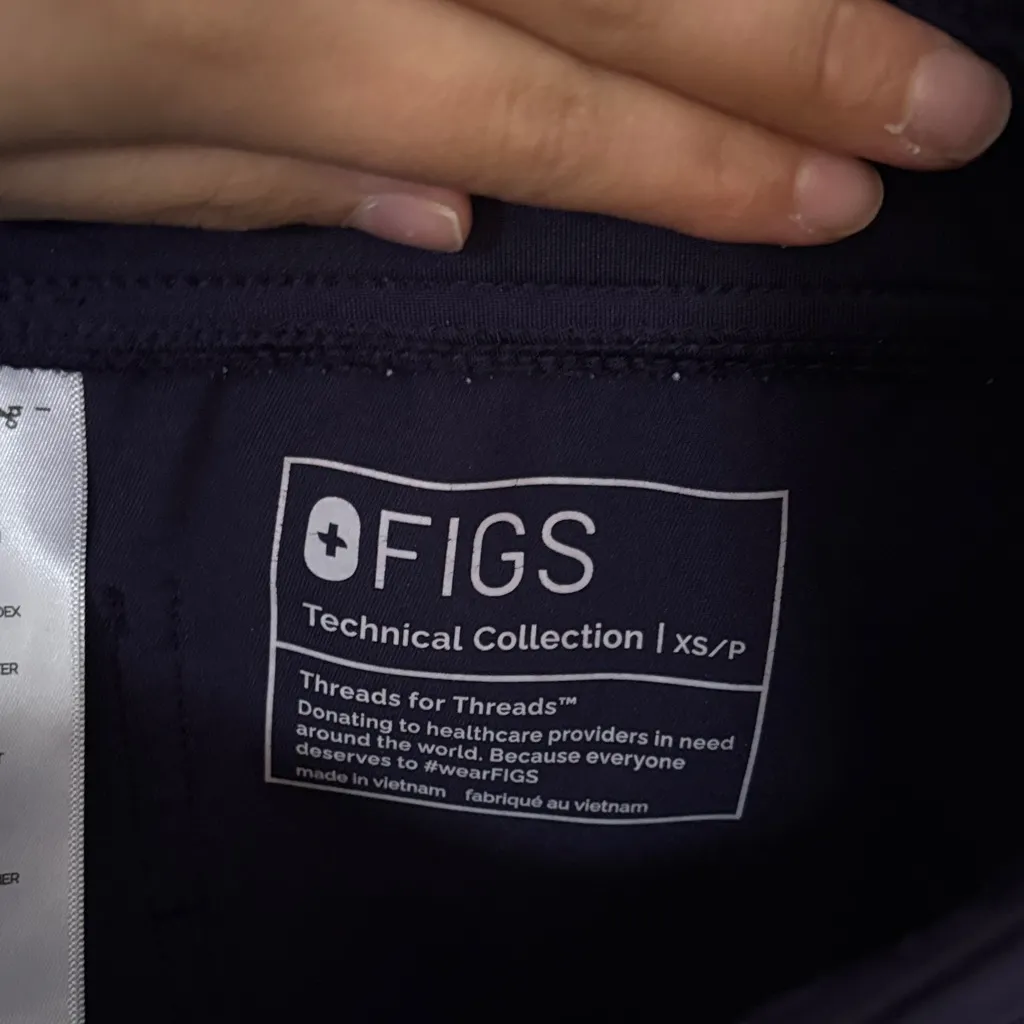 FIGS
Technical Collection | XS/P
Threads for Threads™
Donating to healthcare providers in need
around the world. Because everyone
deserves to #wearFIGS
made in vietnam fabriqué au vietnam